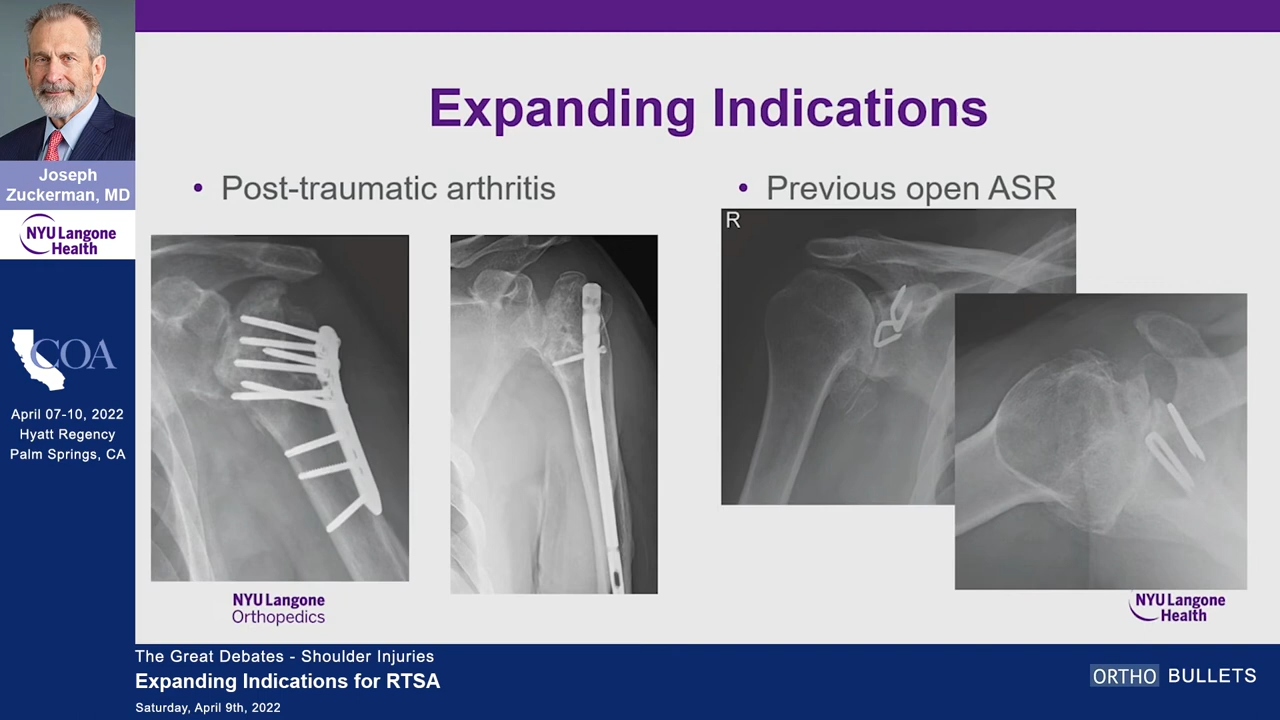 Joseph
Zuckerman, MD
NYU Langone
Health
COA
April 07-10, 2022
Hyatt Regency
Palm Springs, CA
Expanding Indications
• Post-traumatic arthritis
• Previous open ASR
R
NYU Langone
Orthopedics
NYU Langone
Health
The Great Debates - Shoulder Injuries
Expanding Indications for RTSA
Saturday, April 9th, 2022
ORTHO BULLETS